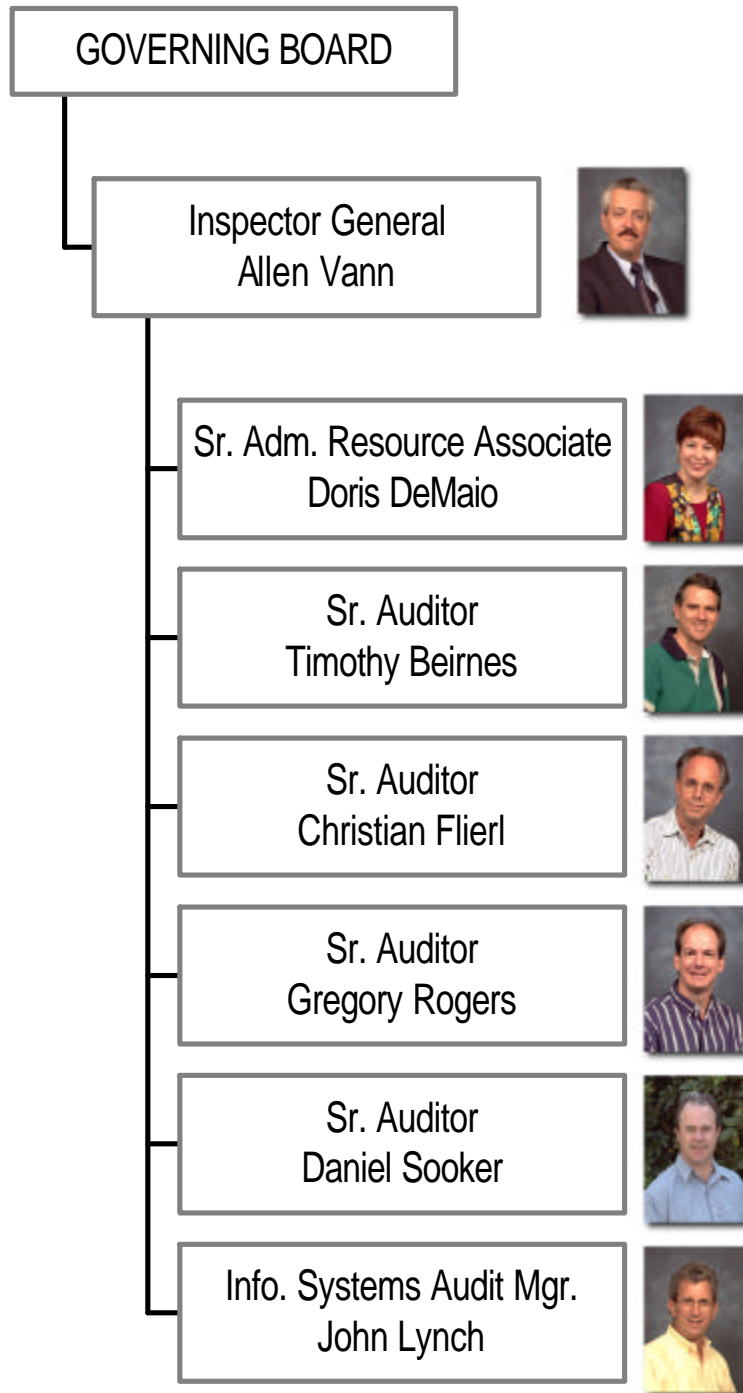 GOVERNING BOARD
Inspector General
Allen Vann
Sr. Adm. Resource Associate
Doris DeMaio
Sr. Auditor
Timothy Beirnes
Sr. Auditor
Christian Flierl
Sr. Auditor
Gregory Rogers
Sr. Auditor
Daniel Sooker
Info. Systems Audit Mgr.
John Lynch